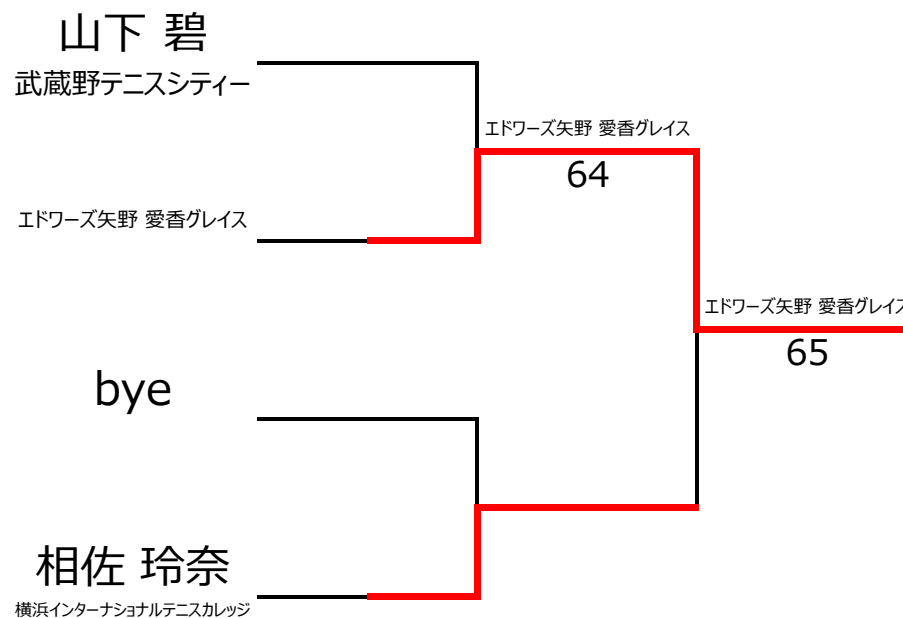 山下 碧
武蔵野テニスシティー
エドワーズ矢野 愛香グレイス
64
エドワーズ矢野 愛香グレイス
エドワーズ矢野 愛香グレイス
65
bye
相佐 玲奈
横浜インターナショナルテニスカレッジ